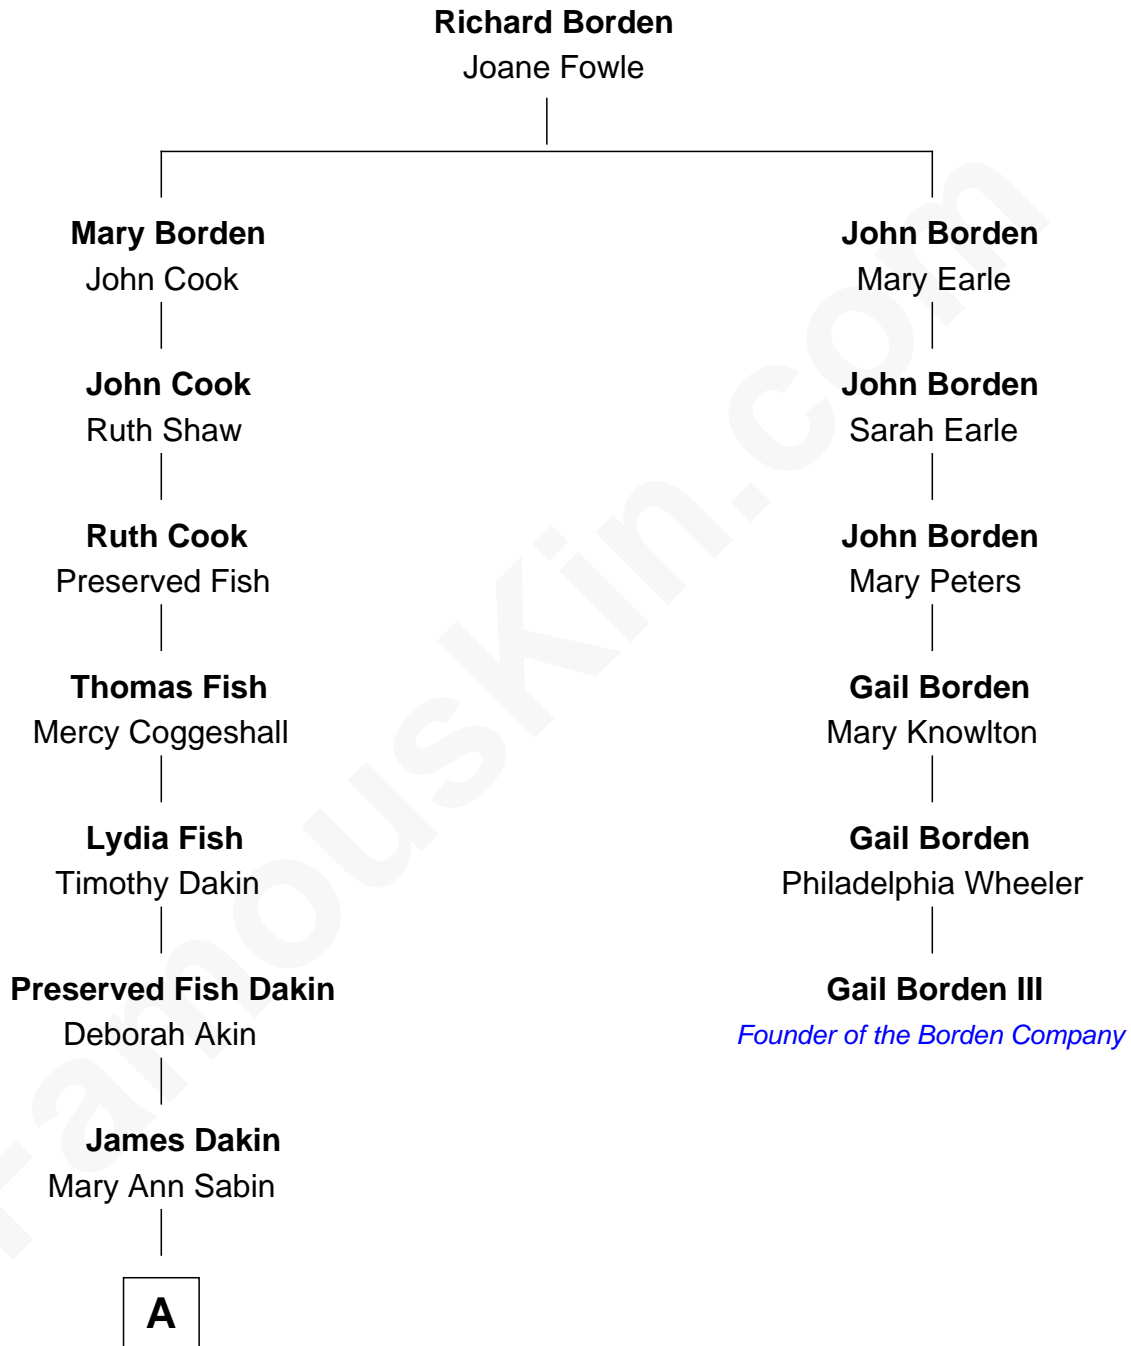 Richard Borden
Joane Fowle
Mary Borden
John Cook
John Borden
Mary Earle
John Cook
Ruth Shaw
John Borden
Sarah Earle
Ruth Cook
Preserved Fish
John Borden
Mary Peters
Thomas Fish
Mercy Coggeshall
Gail Borden
Mary Knowlton
Lydia Fish
Timothy Dakin
Gail Borden
Philadelphia Wheeler
Preserved Fish Dakin
Deborah Akin
Gail Borden III
Founder of the Borden Company
James Dakin
Mary Ann Sabin
A
FamousKin.com